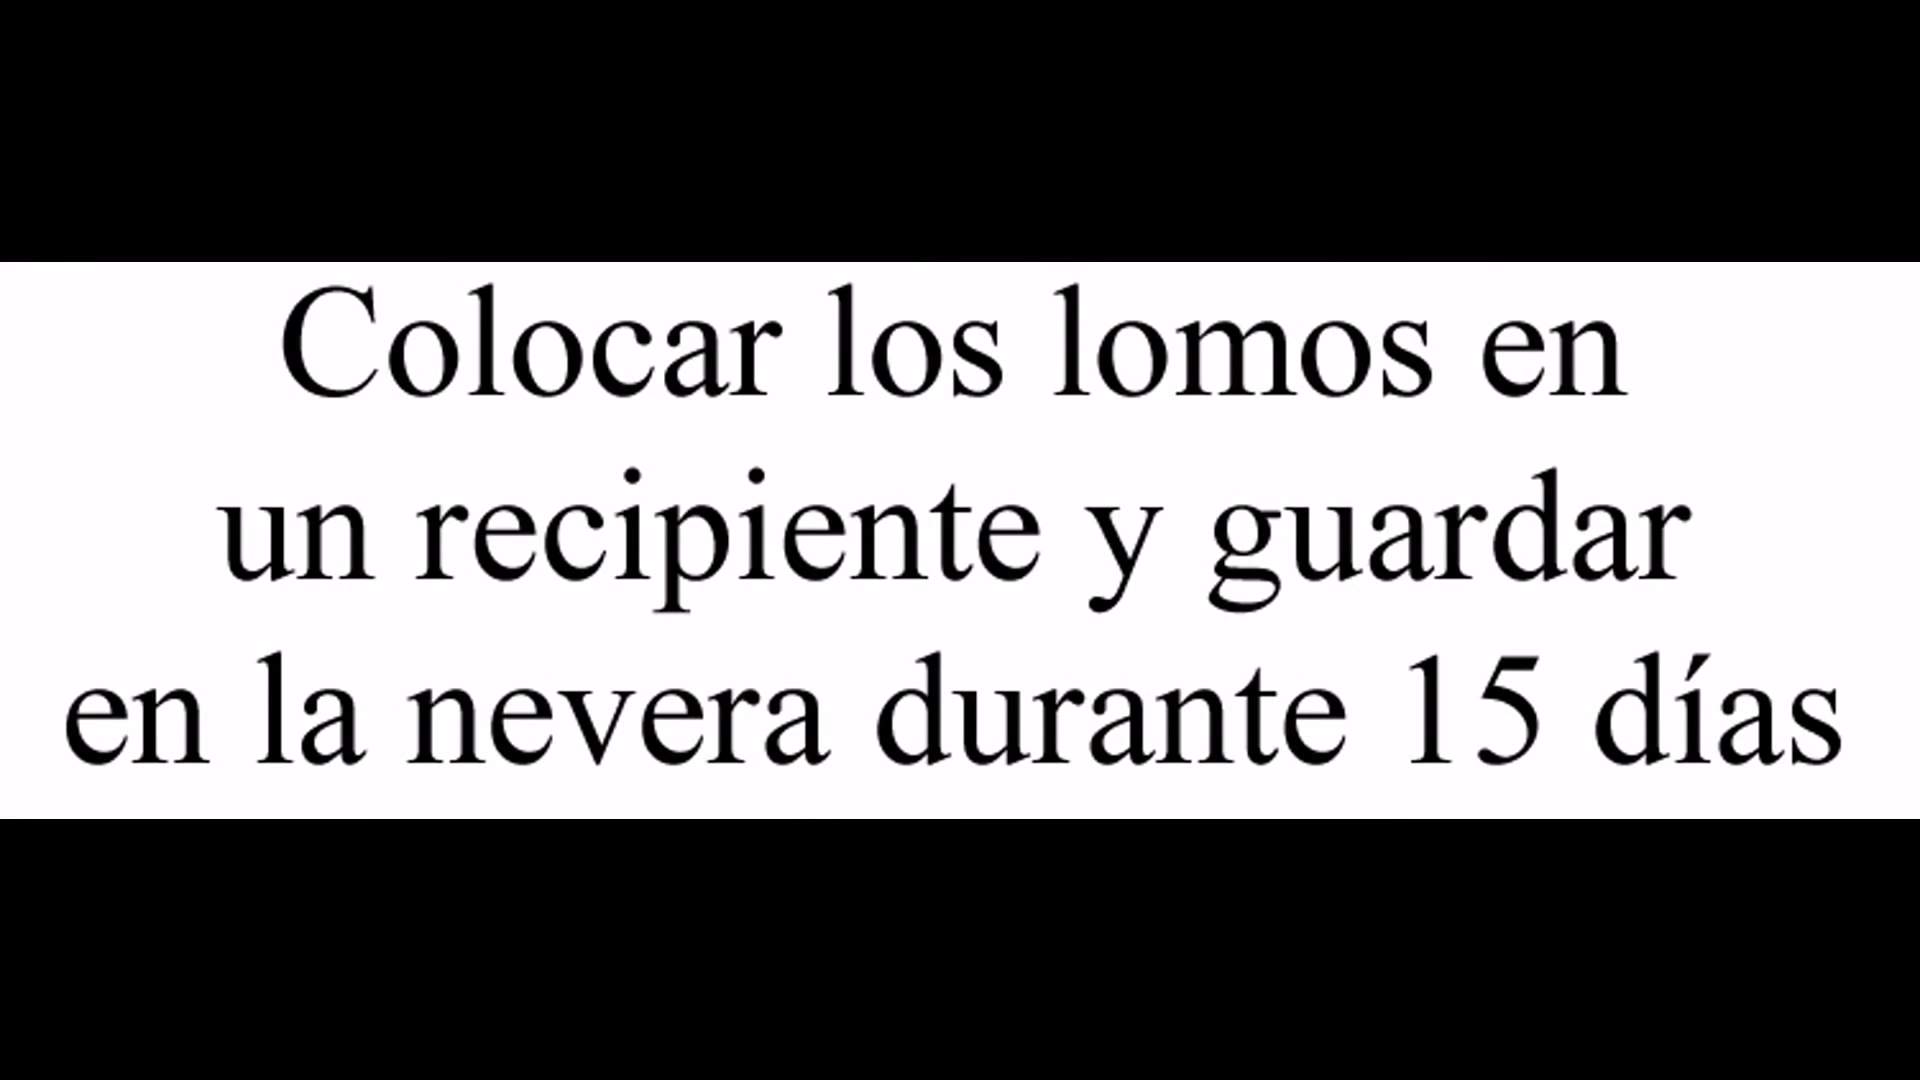 Colocar los lomos en
un recipiente y guardar
en la nevera durante 15 días